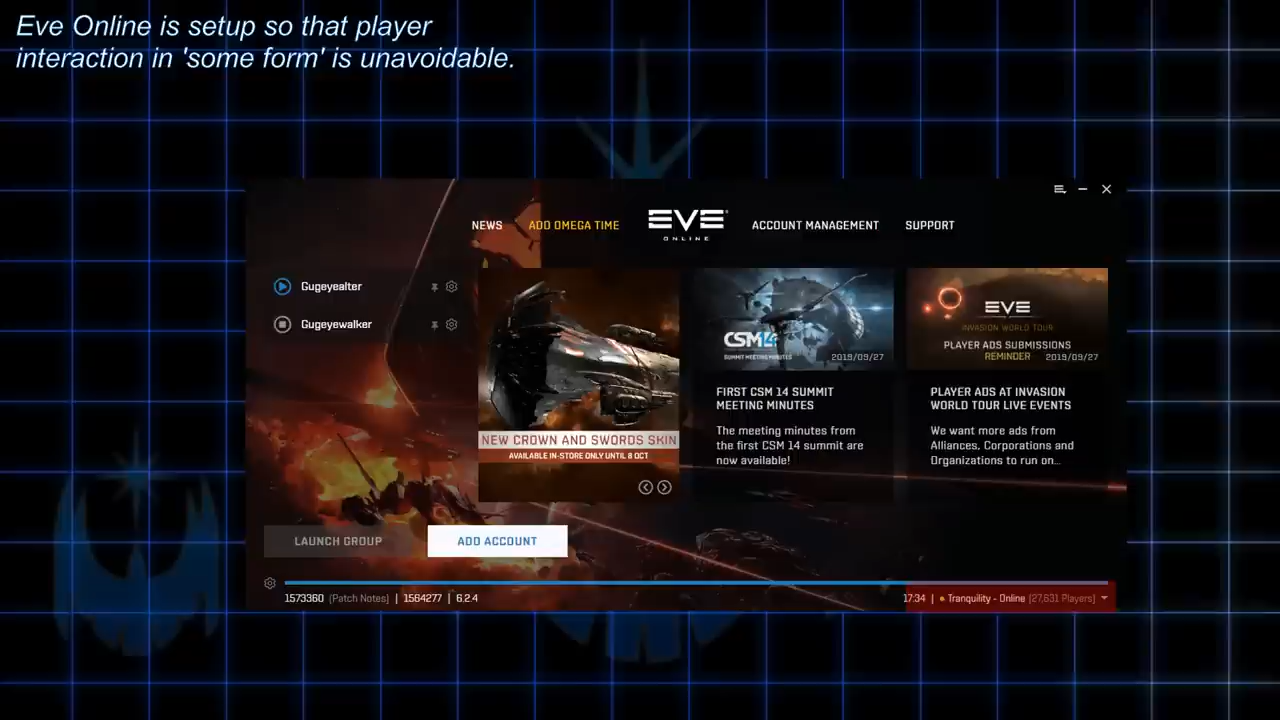 Eve Online is setup so that player
interaction in 'some form' is unavoidable.
NEWS
ADD OMEGA TIME
EVE
ONLINE
ACCOUNT MANAGEMENT
SUPPORT
Gugeyealter
Gugeyewalker
NEW CROWN AND SWORDS SKIN
AVAILABLE IN-STORE ONLY UNTIL 8 OCT
CSM14
SUMMIT MEETING MINUTES
2019/09/27
FIRST CSM 14 SUMMIT
MEETING MINUTES
The meeting minutes from
the first CSM 14 summit are
now available!
EVE
INVASION WORLD TOUR
PLAYER ADS SUBMISSIONS
REMINDER
2019/09/27
PLAYER ADS AT INVASION
WORLD TOUR LIVE EVENTS
We want more ads from
Alliances, Corporations and
Organizations to run on...
LAUNCH GROUP
ADD ACCOUNT
1573360 [Patch Notes] | 1564277 | 6.2.4
17:34 | Tranquility - Online [27,631 Players]